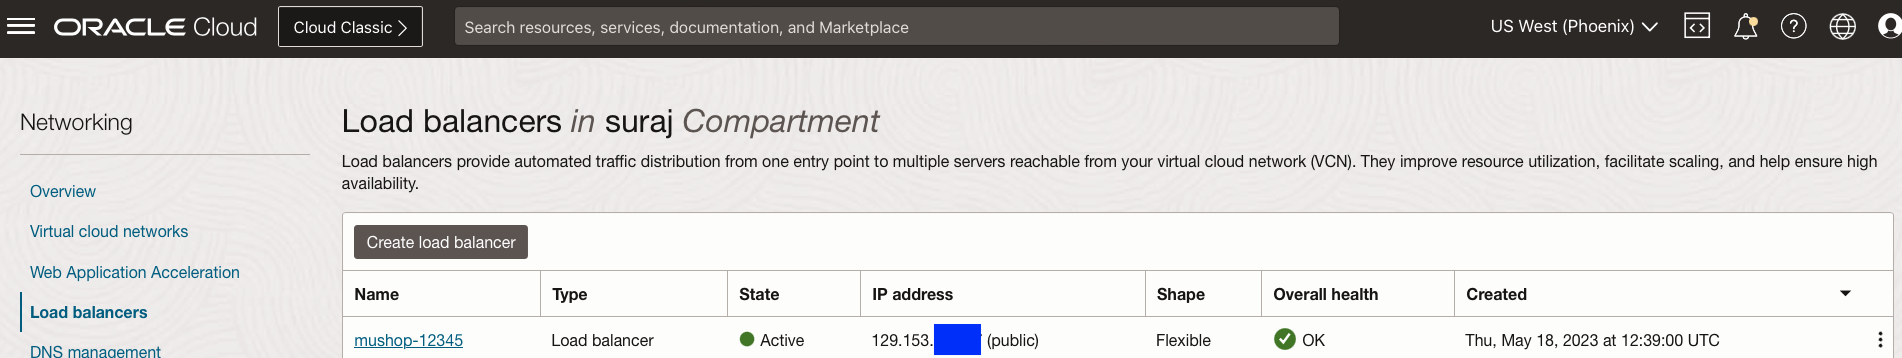 ORACLE Cloud
Cloud Classic >
Search resources, services, documentation, and Marketplace
US West (Phoenix)
Networking
Overview
Virtual cloud networks
Web Application Acceleration
Load balancers
DNS management
Load balancers in suraj Compartment
Load balancers provide automated traffic distribution from one entry point to multiple servers reachable from your virtual cloud network (VCN). They improve resource utilization, facilitate scaling, and help ensure high
availability.
Create load balancer
Name Type State IP address Shape Overall health Created
mushop-12345 Load balancer Active 129.153. (public) Flexible OK Thu, May 18, 2023 at 12:39:00 UTC